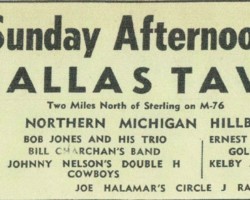 Sunday Afternoo
ALLAS TAV
Two Miles North of Sterling on M-76
NORTHERN MICHIGAN HILLB
BOB JONES AND HIS TRIO
ERNEST
BILL CHARCHAN'S BAND
GOL
JOHNNY NELSON'S DOUBLE H
KELBY
COWBOYS
JOE HALAMAR'S CIRCLE J RA